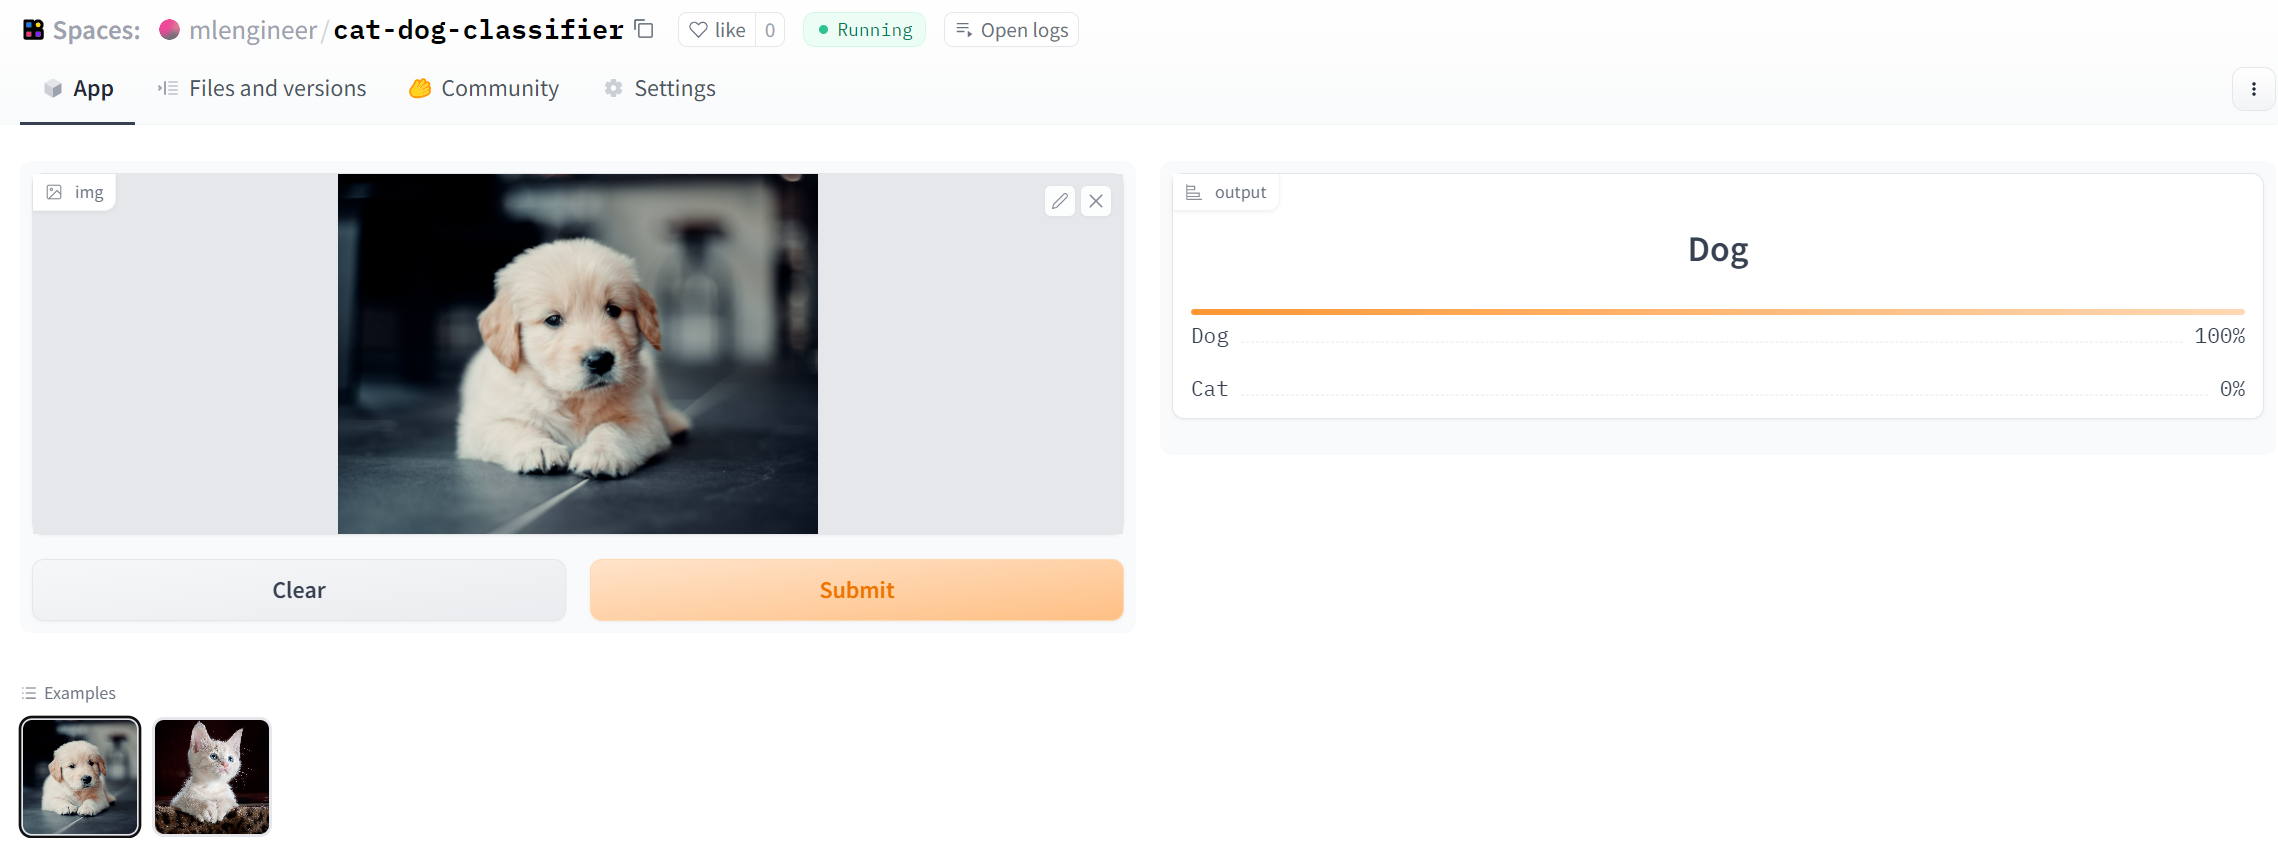 Spaces: mlengineer/cat-dog-classifier like 0 Running Open logs
App Files and versions Community Settings
img
output
Dog
Dog 100%
Cat 0%
Clear Submit
Examples